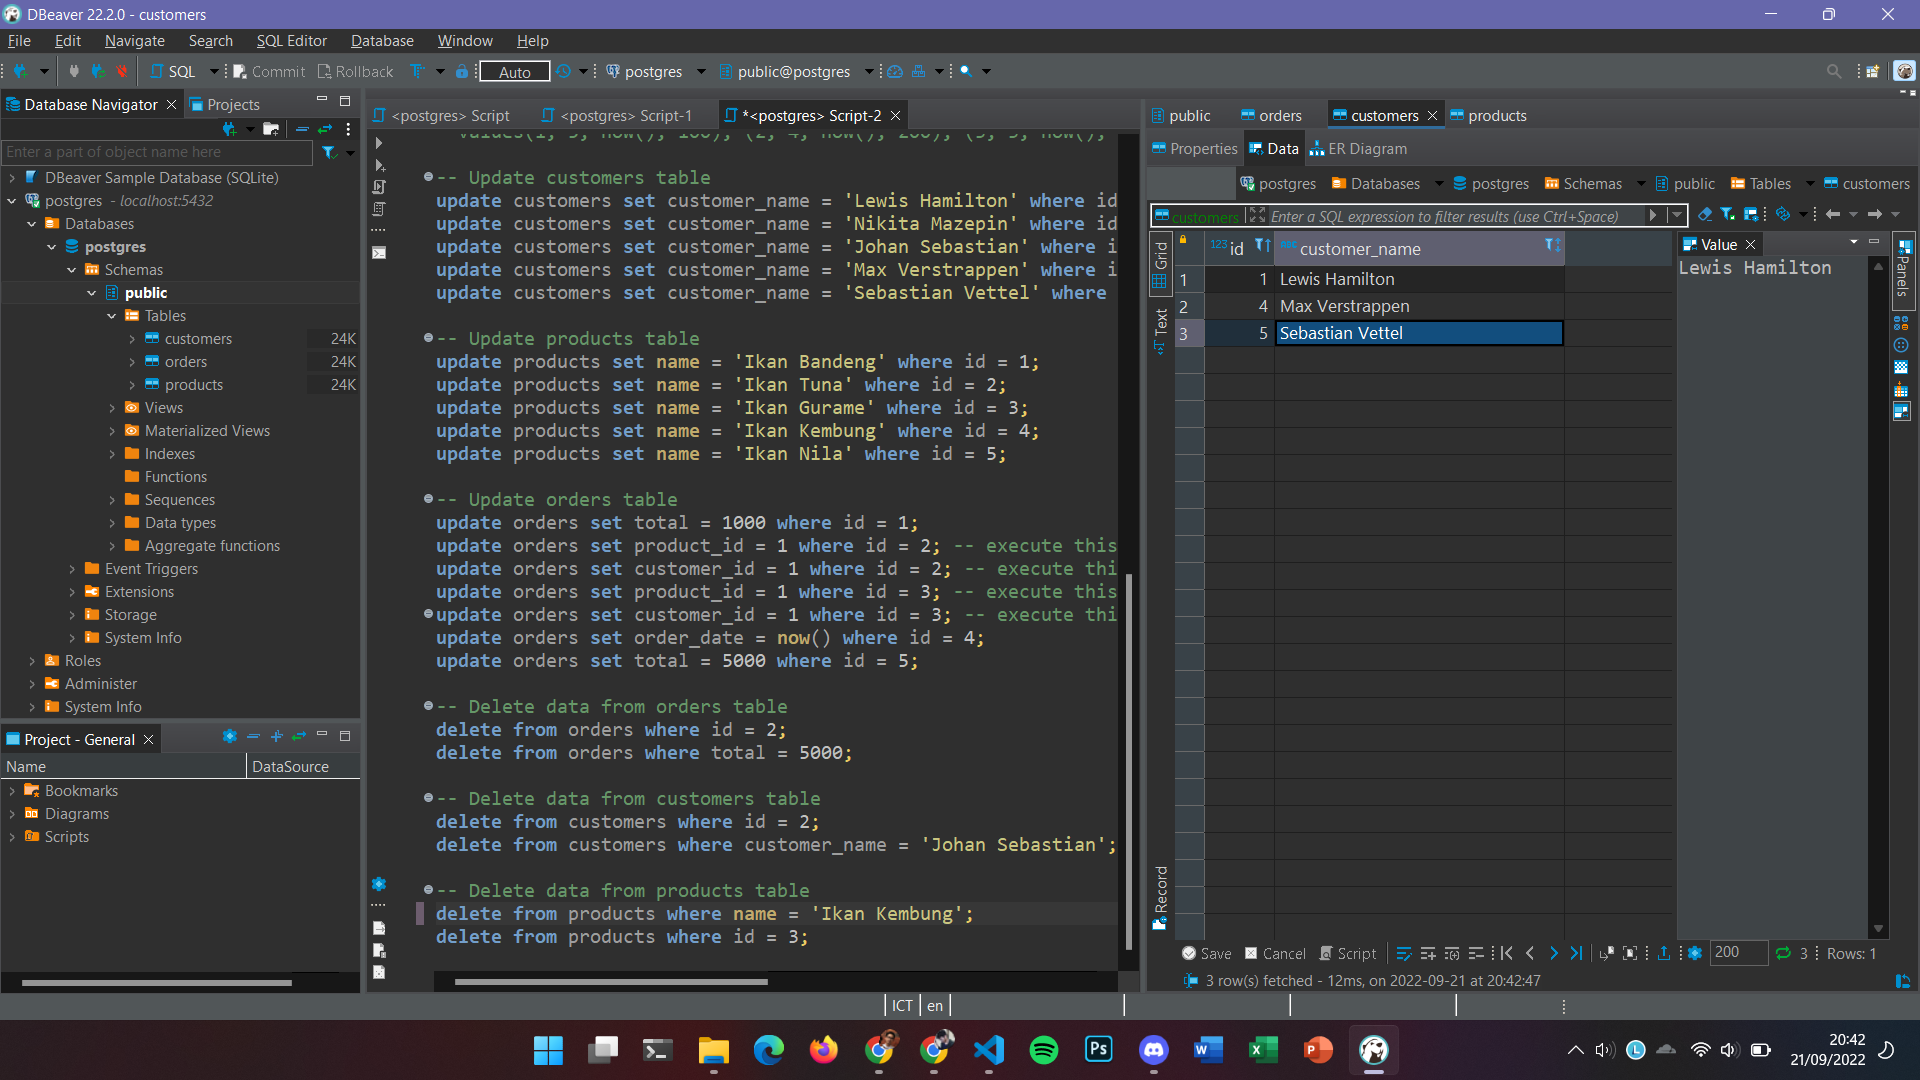 DBeaver 22.2.0 - customers
File Edit Navigate Search SQL Editor Database Window Help
SQL Commit Rollback Auto postgres public@postgres
Database Navigator Projects
Enter a part of object name here
DBeaver Sample Database (SQLite)
postgres - localhost:5432
Databases
postgres
Schemas
public
Tables
customers 24K
orders 24K
products 24K
Views
Materialized Views
Indexes
Functions
Sequences
Data types
Aggregate functions
Event Triggers
Extensions
Storage
System Info
Roles
Administer
System Info
Project - General
Name DataSource
Bookmarks
Diagrams
Scripts
<postgres> Script <postgres> Script-1 *<postgres> Script-2
-- Update customers table
update customers set customer_name = 'Lewis Hamilton' where id
update customers set customer_name = 'Nikita Mazepin' where id
update customers set customer_name = 'Johan Sebastian' where i
update customers set customer_name = 'Max Verstrappen' where i
update customers set customer_name = 'Sebastian Vettel' where
-- Update products table
update products set name = 'Ikan Bandeng' where id = 1;
update products set name = 'Ikan Tuna' where id = 2;
update products set name = 'Ikan Gurame' where id = 3;
update products set name = 'Ikan Kembung' where id = 4;
update products set name = 'Ikan Nila' where id = 5;
-- Update orders table
update orders set total = 1000 where id = 1;
update orders set product_id = 1 where id = 2; -- execute this
update orders set customer_id = 1 where id = 2; -- execute thi
update orders set product_id = 1 where id = 3; -- execute this
update orders set customer_id = 1 where id = 3; -- execute thi
update orders set order_date = now() where id = 4;
update orders set total = 5000 where id = 5;
-- Delete data from orders table
delete from orders where id = 2;
delete from orders where total = 5000;
-- Delete data from customers table
delete from customers where id = 2;
delete from customers where customer_name = 'Johan Sebastian';
-- Delete data from products table
delete from products where name = 'Ikan Kembung';
delete from products where id = 3;
public orders customers products
Properties Data ER Diagram
postgres Databases postgres Schemas public Tables customers
customers Enter a SQL expression to filter results (use Ctrl+Space)
Grid
Text
Record
123 id customer_name
1 1 Lewis Hamilton
2 4 Max Verstrappen
3 5 Sebastian Vettel
Value
Lewis Hamilton
Panels
Save Cancel Script 200 3 Rows: 1
3 row(s) fetched - 12ms, on 2022-09-21 at 20:42:47
ICT en
20:42
21/09/2022